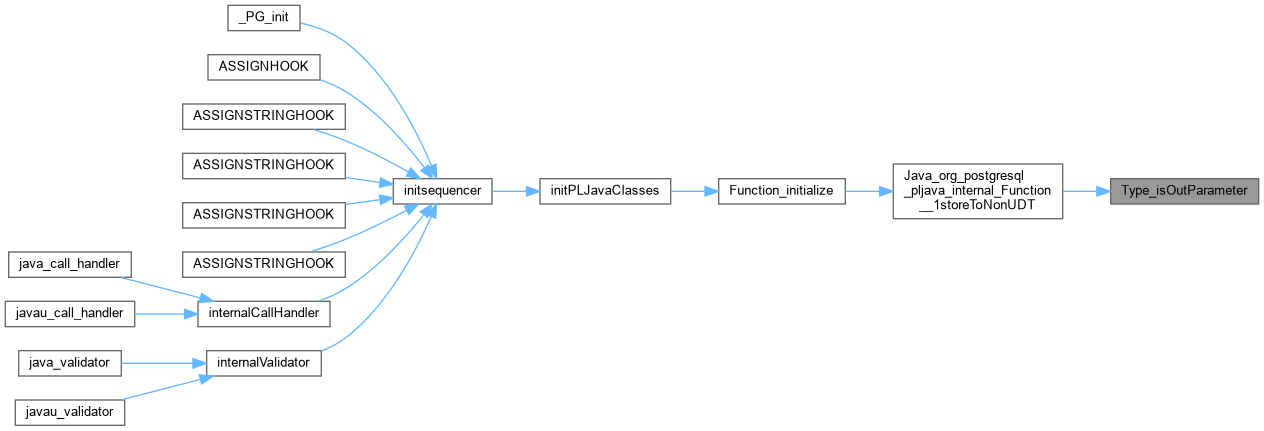 _PG_init
ASSIGNHOOK
ASSIGNSTRINGHOOK
ASSIGNSTRINGHOOK
ASSIGNSTRINGHOOK
ASSIGNSTRINGHOOK
java_call_handler
javau_call_handler
internalCallHandler
java_validator
javau_validator
internalValidator
initsequencer
initPLJavaClasses
Function_initialize
Java_org_postgresql
_pljava_internal_Function
__1storeToNonUDT
Type_isOutParameter